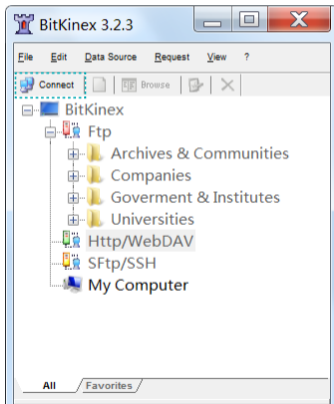 BitKinex 3.2.3
File Edit Data Source Request View ?
Connect Browse
BitKinex
Ftp
Archives & Communities
Companies
Goverment & Institutes
Universities
Http/WebDAV
SFtp/SSH
My Computer
All Favorites